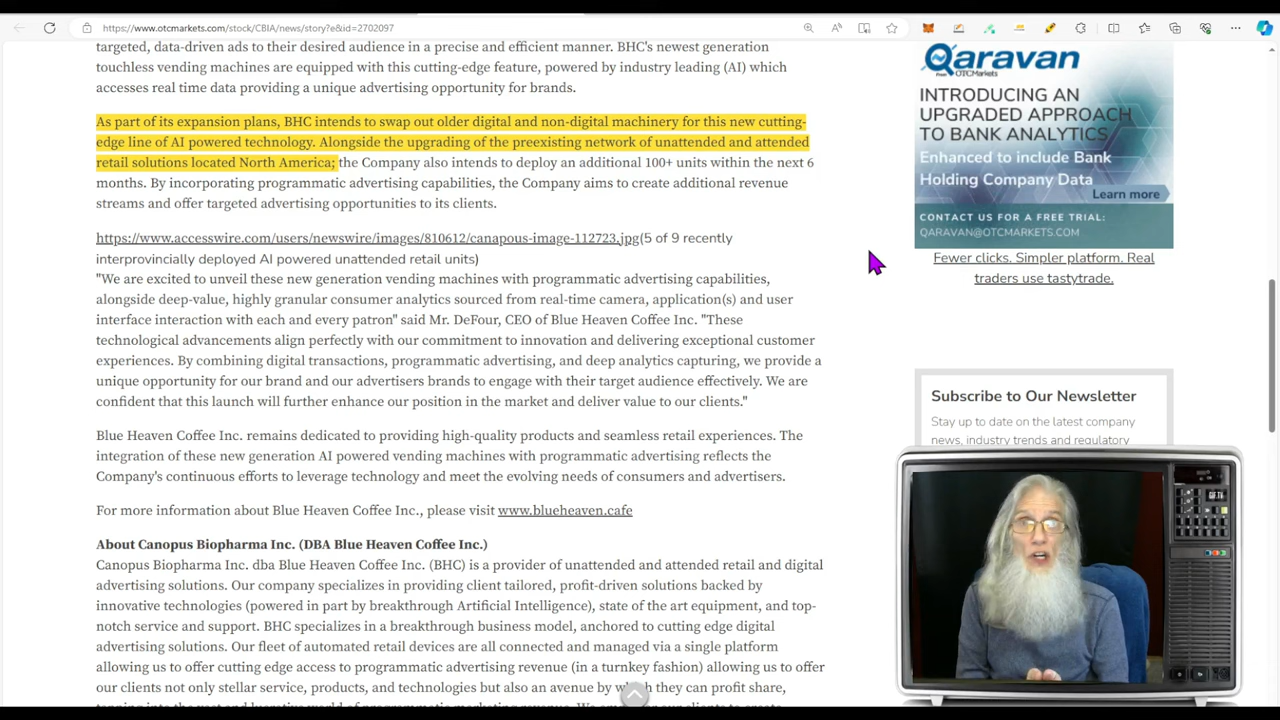 https://www.otcmarkets.com/stock/CBIA/news/story?e&id=2702097
targeted, data-driven ads to their desired audience in a precise and efficient manner. BHC's newest generation
touchless vending machines is equipped with this cutting-edge feature, powered by industry leading (AI) which
accesses real time data providing a unique advertising opportunity for brands.
As part of its expansion plans, BHC intends to swap out older digital and non-digital machinery for this new cutting-
edge line of AI powered technology. Alongside the upgrading of the preexisting network of unattended and attended
retail solutions located North America; the Company also intends to deploy an additional 100+ units within the next 6
months. By incorporating programmatic advertising capabilities, the Company aims to create additional revenue
streams and offer targeted advertising opportunities to its clients.
https://www.accesswire.com/users/newswire/images/810612/canapous-image-112723.jpg(5 of 9 recently
interprovincially deployed AI powered unattended retail units)
"We are excited to unveil these new generation vending machines with programmatic advertising capabilities,
alongside deep-value, highly granular consumer analytics sourced from real-time camera, application(s) and user
interface interaction with each and every patron" said Mr. DeFour, CEO of Blue Heaven Coffee Inc. "These
technological advancements align perfectly with our commitment to innovation and delivering exceptional customer
experiences. By combining digital transactions, programmatic advertising, and deep analytics capturing, we provide a
unique opportunity for our brand and our advertisers brands to engage with their target audience effectively. We are
confident that this launch will further enhance our position in the market and deliver value to our clients."
Blue Heaven Coffee Inc. remains dedicated to providing high-quality products and seamless retail experiences. The
integration of these new generation AI powered vending machines with programmatic advertising reflects the
Company's continuous efforts to leverage technology and meet the evolving needs of consumers and advertisers.
For more information about Blue Heaven Coffee Inc., please visit www.blueheaven.cafe
About Canopus Biopharma Inc. (DBA Blue Heaven Coffee Inc.)
Canopus Biopharma Inc. dba Blue Heaven Coffee Inc. (BHC) is a provider of unattended and attended retail and digital
advertising solutions. Our company specializes in providing client tailored, profit-driven solutions backed by
innovative technologies (powered in part by breakthrough Artificial Intelligence), state of the art equipment, and top-
notch service and support. BHC specializes in a breakthrough business model, anchored to cutting edge digital
advertising solutions. Our fleet of automated retail devices are connected and managed via a single platform
allowing us to offer cutting edge access to programmatic advertising revenue (in a turnkey fashion) allowing us to offer
our clients not only stellar service, products, and technologies but also an avenue by which they can profit share,
Qaravan
From OTCMarkets
INTRODUCING AN
UPGRADED APPROACH
TO BANK ANALYTICS
Enhanced to include Bank
Holding Company Data
Learn more
CONTACT US FOR A FREE TRIAL:
QARAVAN@OTCMARKETS.COM
Fewer clicks. Simpler platform. Real
traders use tastytrade.
Subscribe to Our Newsletter
Stay up to date on the latest company
news, industry trends and regulatory